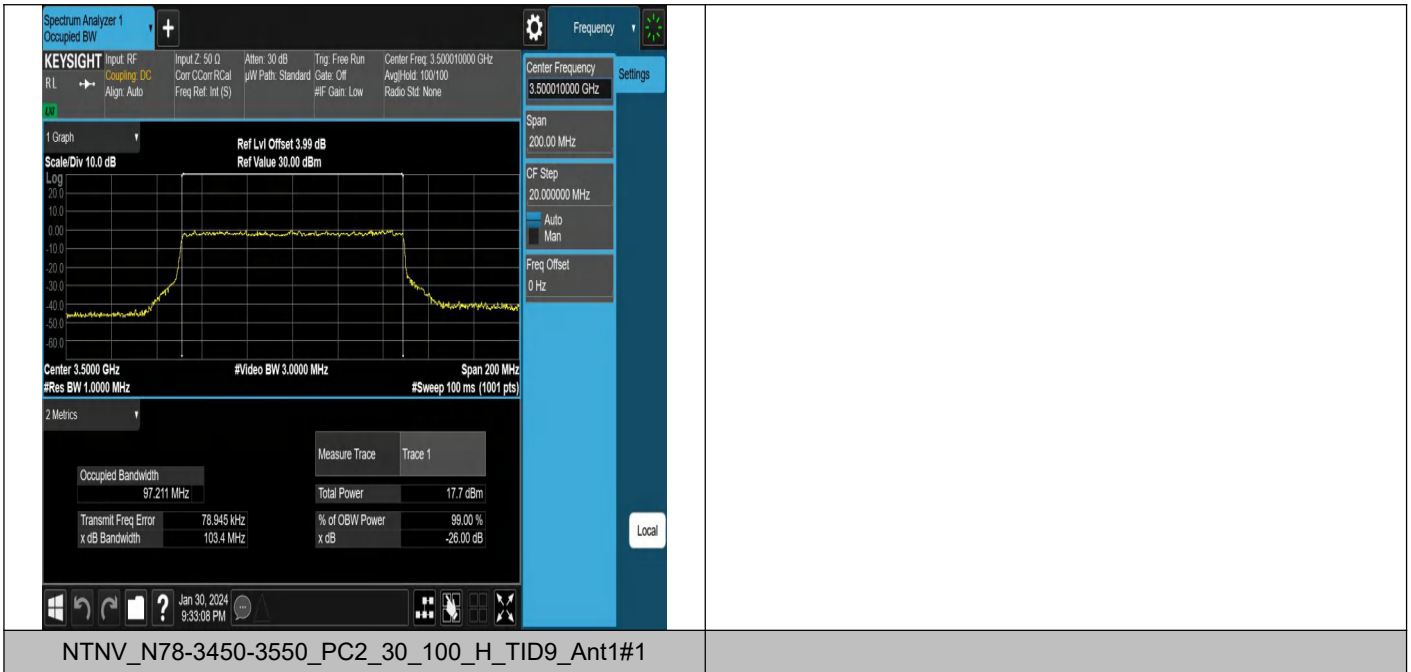 Spectrum Analyzer 1
Occupied BW
+
Frequency
KEYSIGHT
RL
LXI
Input: RF
Coupling: DC
Align: Auto
Input Z: 50 Ω
Corr CCorr RCal
Freq Ref: Int (S)
Atten: 30 dB
µW Path: Standard
Trig: Free Run
Gate: Off
#IF Gain: Low
Center Freq: 3.500010000 GHz
Avg|Hold: 100/100
Radio Std: None
Center Frequency
3.500010000 GHz
Settings
Span
200.00 MHz
CF Step
20.000000 MHz
Auto
Man
Freq Offset
0 Hz
Local
1 Graph
Ref Lvl Offset 3.99 dB
Scale/Div 10.0 dB
Ref Value 30.00 dBm
Log
20.0
10.0
0.00
-10.0
-20.0
-30.0
-40.0
-50.0
-60.0
Center 3.5000 GHz
#Video BW 3.0000 MHz
Span 200 MHz
#Res BW 1.0000 MHz
#Sweep 100 ms (1001 pts)
2 Metrics
Measure Trace
Trace 1
Occupied Bandwidth
97.211 MHz
Total Power
17.7 dBm
Transmit Freq Error
78.945 kHz
% of OBW Power
99.00 %
x dB Bandwidth
103.4 MHz
x dB
-26.00 dB
?
Jan 30, 2024
9:33:08 PM
NTNV_N78-3450-3550_PC2_30_100_H_TID9_Ant1#1